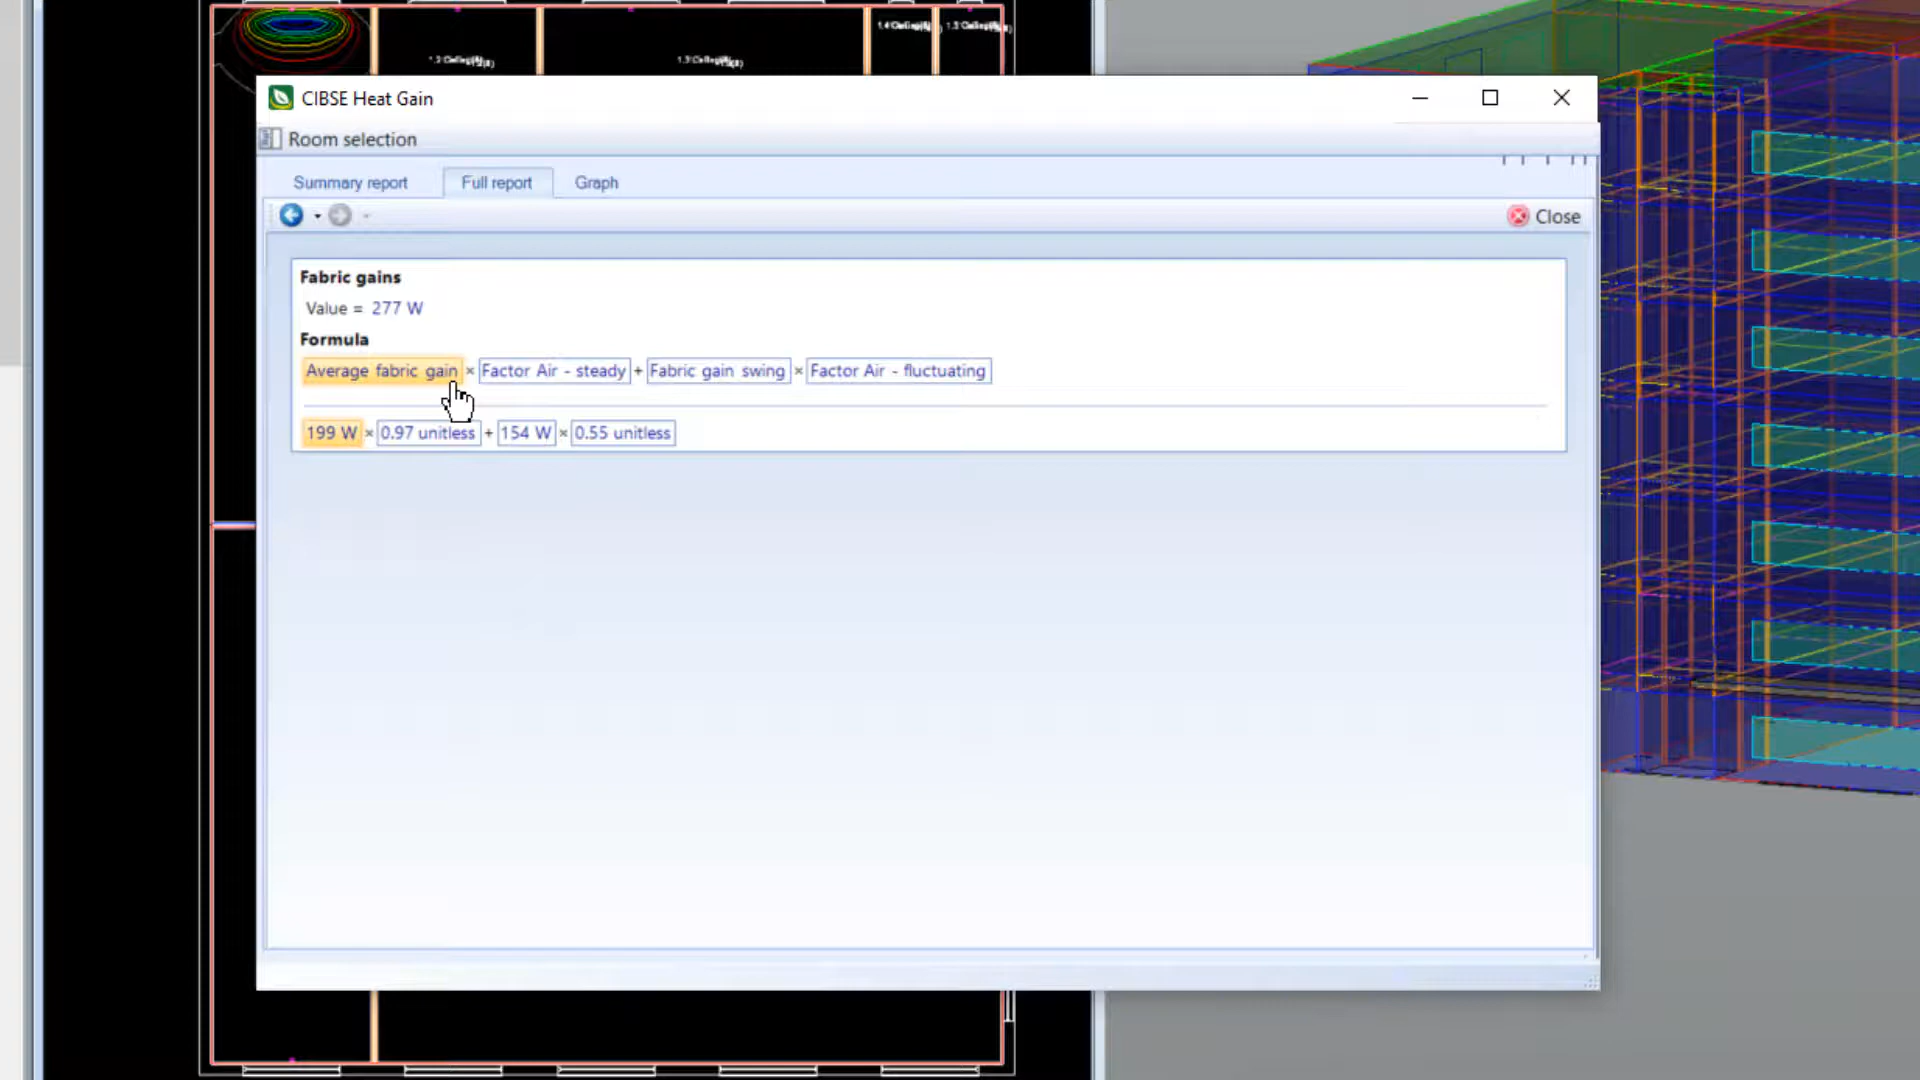 CIBSE Heat Gain
Room selection
Summary report Full report Graph
Close
Fabric gains
Value = 277 W
Formula
Average fabric gain × Factor Air - steady + Fabric gain swing × Factor Air - fluctuating
199 W × 0.97 unitless + 154 W × 0.55 unitless